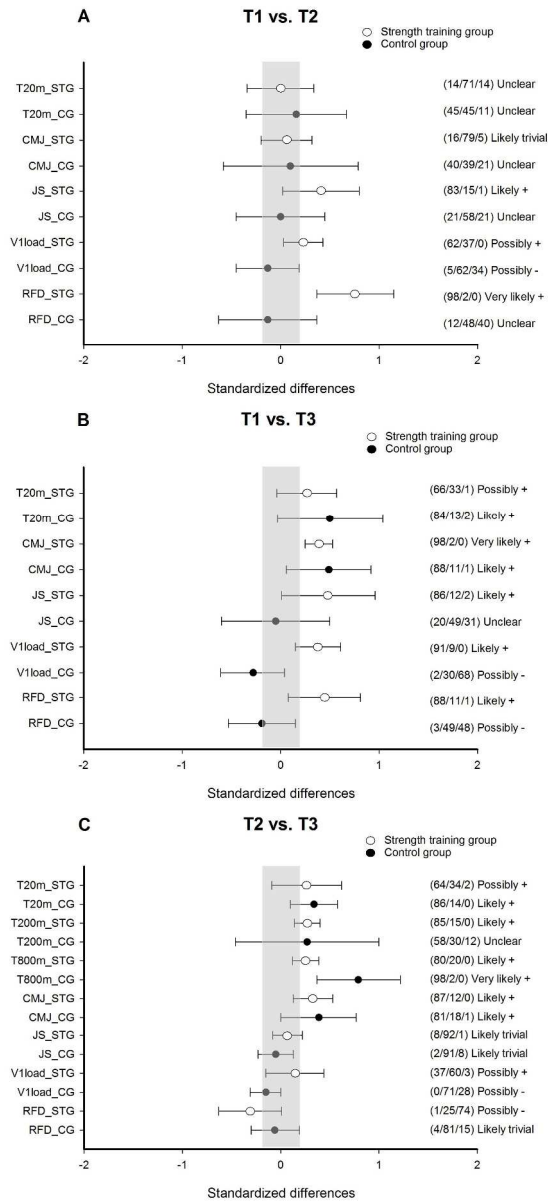 A T1 vs. T2
Strength training group
Control group
T20m_STG (14/71/14) Unclear
T20m_CG (45/45/11) Unclear
CMJ_STG (16/79/5) Likely trivial
CMJ_CG (40/39/21) Unclear
JS_STG (83/15/1) Likely +
JS_CG (21/58/21) Unclear
V1load_STG (62/37/0) Possibly +
V1load_CG (5/62/34) Possibly -
RFD_STG (98/2/0) Very likely +
RFD_CG (12/48/40) Unclear
-2 -1 0 1 2
Standardized differences
B T1 vs. T3
Strength training group
Control group
T20m_STG (66/33/1) Possibly +
T20m_CG (84/13/2) Likely +
CMJ_STG (98/2/0) Very likely +
CMJ_CG (88/11/1) Likely +
JS_STG (86/12/2) Likely +
JS_CG (20/49/31) Unclear
V1load_STG (91/9/0) Likely +
V1load_CG (2/30/68) Possibly -
RFD_STG (88/11/1) Likely +
RFD_CG (3/49/48) Possibly -
-2 -1 0 1 2
Standardized differences
C T2 vs. T3
Strength training group
Control group
T20m_STG (64/34/2) Possibly +
T20m_CG (86/14/0) Likely +
T200m_STG (85/15/0) Likely +
T200m_CG (58/30/12) Unclear
T800m_STG (80/20/0) Likely +
T800m_CG (98/2/0) Very likely +
CMJ_STG (87/12/0) Likely +
CMJ_CG (81/18/1) Likely +
JS_STG (8/92/1) Likely trivial
JS_CG (2/91/8) Likely trivial
V1load_STG (37/60/3) Possibly +
V1load_CG (0/71/28) Possibly -
RFD_STG (1/25/74) Possibly -
RFD_CG (4/81/15) Likely trivial
-2 -1 0 1 2
Standardized differences